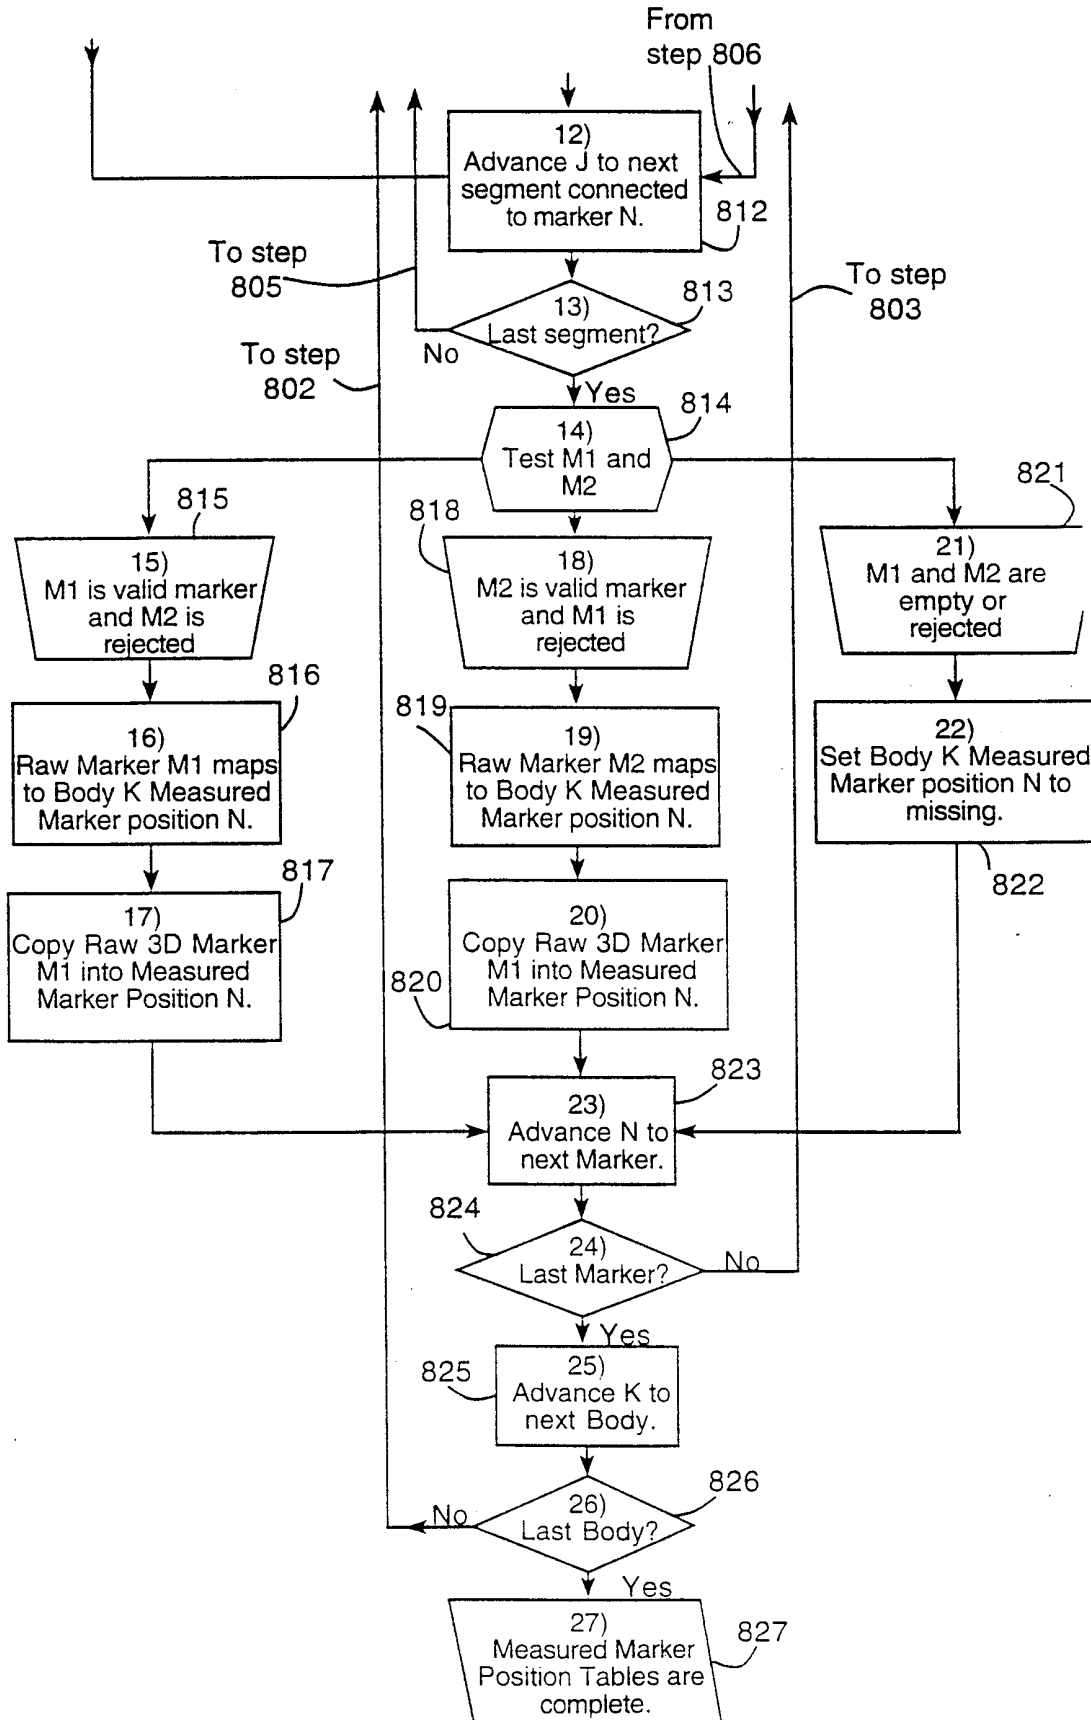 From
step 806
12)
Advance J to next
segment connected
to marker N.
812
To step
805
13)
Last segment?
813
No
Yes
To step
803
To step
802
14)
Test M1 and
M2
814
815
15)
M1 is valid marker
and M2 is
rejected
818
18)
M2 is valid marker
and M1 is
rejected
821
21)
M1 and M2 are
empty or
rejected
816
16)
Raw Marker M1 maps
to Body K Measured
Marker position N.
819
19)
Raw Marker M2 maps
to Body K Measured
Marker position N.
22)
Set Body K Measured
Marker position N to
missing.
822
817
17)
Copy Raw 3D Marker
M1 into Measured
Marker Position N.
20)
Copy Raw 3D Marker
M1 into Measured
Marker Position N.
820
823
23)
Advance N to
next Marker.
824
24)
Last Marker?
No
Yes
825
25)
Advance K to
next Body.
826
26)
Last Body?
No
Yes
27)
Measured Marker
Position Tables are
complete.
827